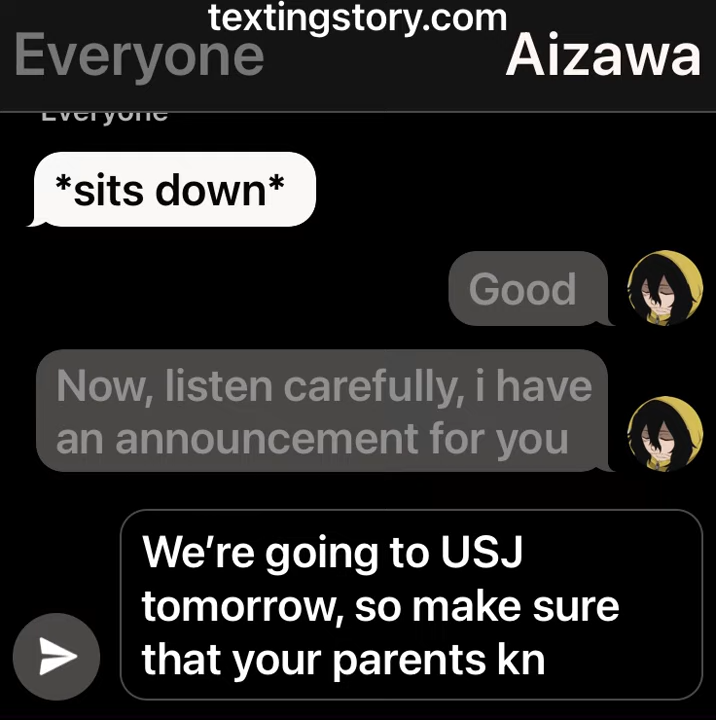 textingstory.com
Everyone
Aizawa
Everyone
*sits down*
Good
Now, listen carefully, i have
an announcement for you
We’re going to USJ
tomorrow, so make sure
that your parents kn